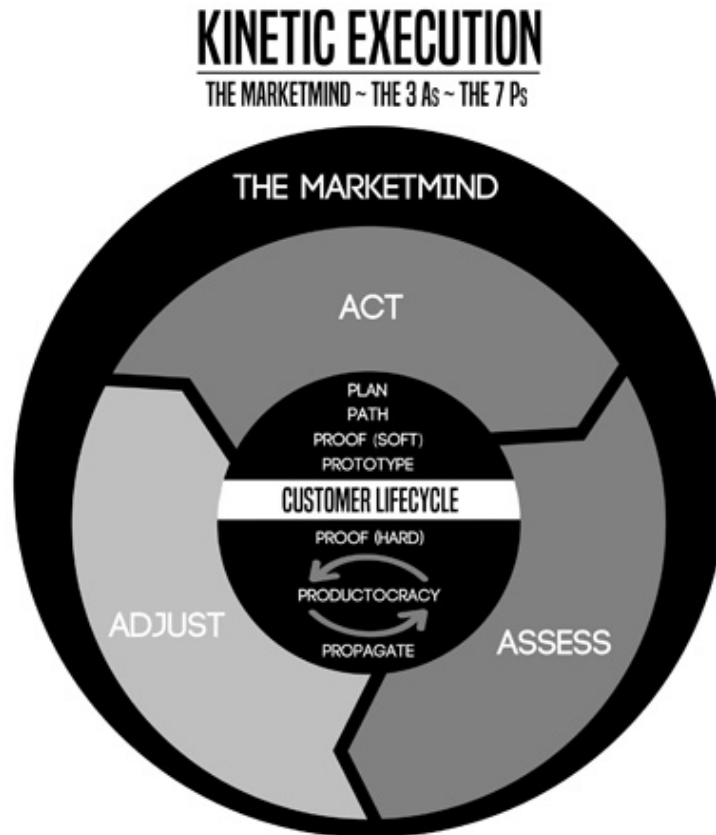 KINETIC EXECUTION
THE MARKETMIND ~ THE 3 As ~ THE 7 Ps
THE MARKETMIND
ACT
PLAN
PATH
PROOF (SOFT)
PROTOTYPE
CUSTOMER LIFECYCLE
PROOF (HARD)
PRODUCTOCRACY
PROPAGATE
ADJUST
ASSESS